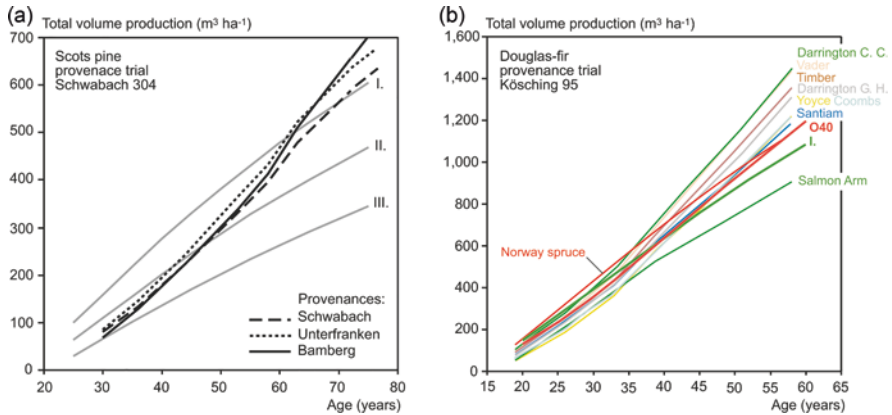 (a)
Total volume production (m³ ha⁻¹)
700
600
500
400
300
200
100
0
Scots pine
provenace trial
Schwabach 304
I.
II.
III.
Provenances:
Schwabach
Unterfranken
Bamberg
20 30 40 50 60 70 80
Age (years)
(b)
Total volume production (m³ ha⁻¹)
1,600
1,400
1,200
1,000
800
600
400
200
0
Douglas-fir
provenance trial
Kösching 95
Darrington C. C.
Vader
Timber
Darrington G. H.
Yoyce Coombs
Santiam
O40
I.
Salmon Arm
Norway spruce
15 20 25 30 35 40 45 50 55 60 65
Age (years)